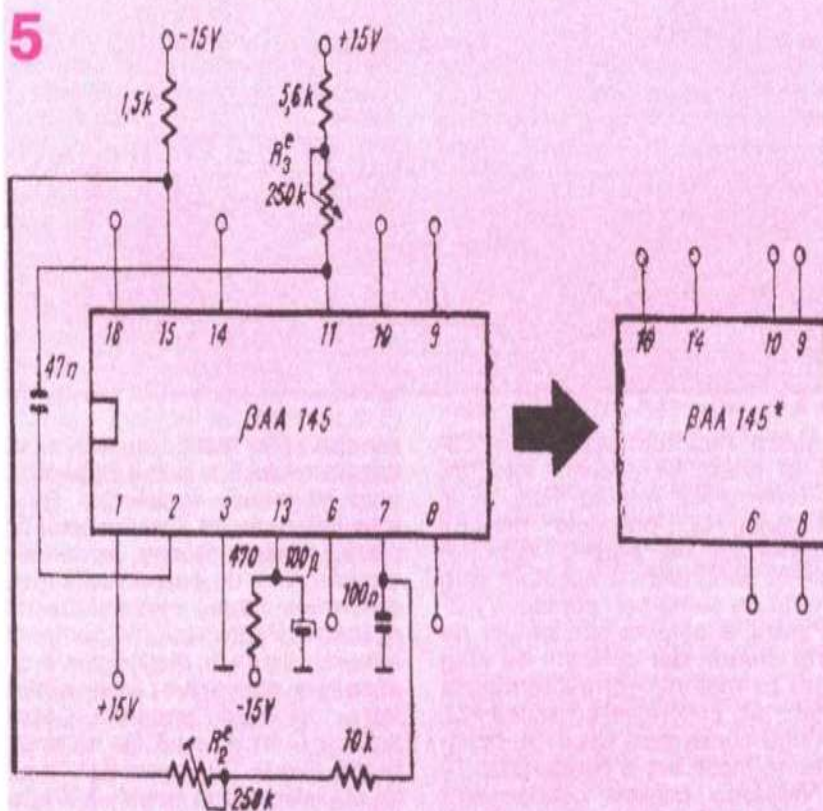 5
-15V +15V
1,5k 5,6k
R₃ᵉ
250k
16 15 14 11 10 9
47n
βAA 145
1 2 3 13 6 7 8
470 100μ 100n
+15V -15V
R₂ᵉ 10k
250k
16 14 10 9
βAA 145*
6 8